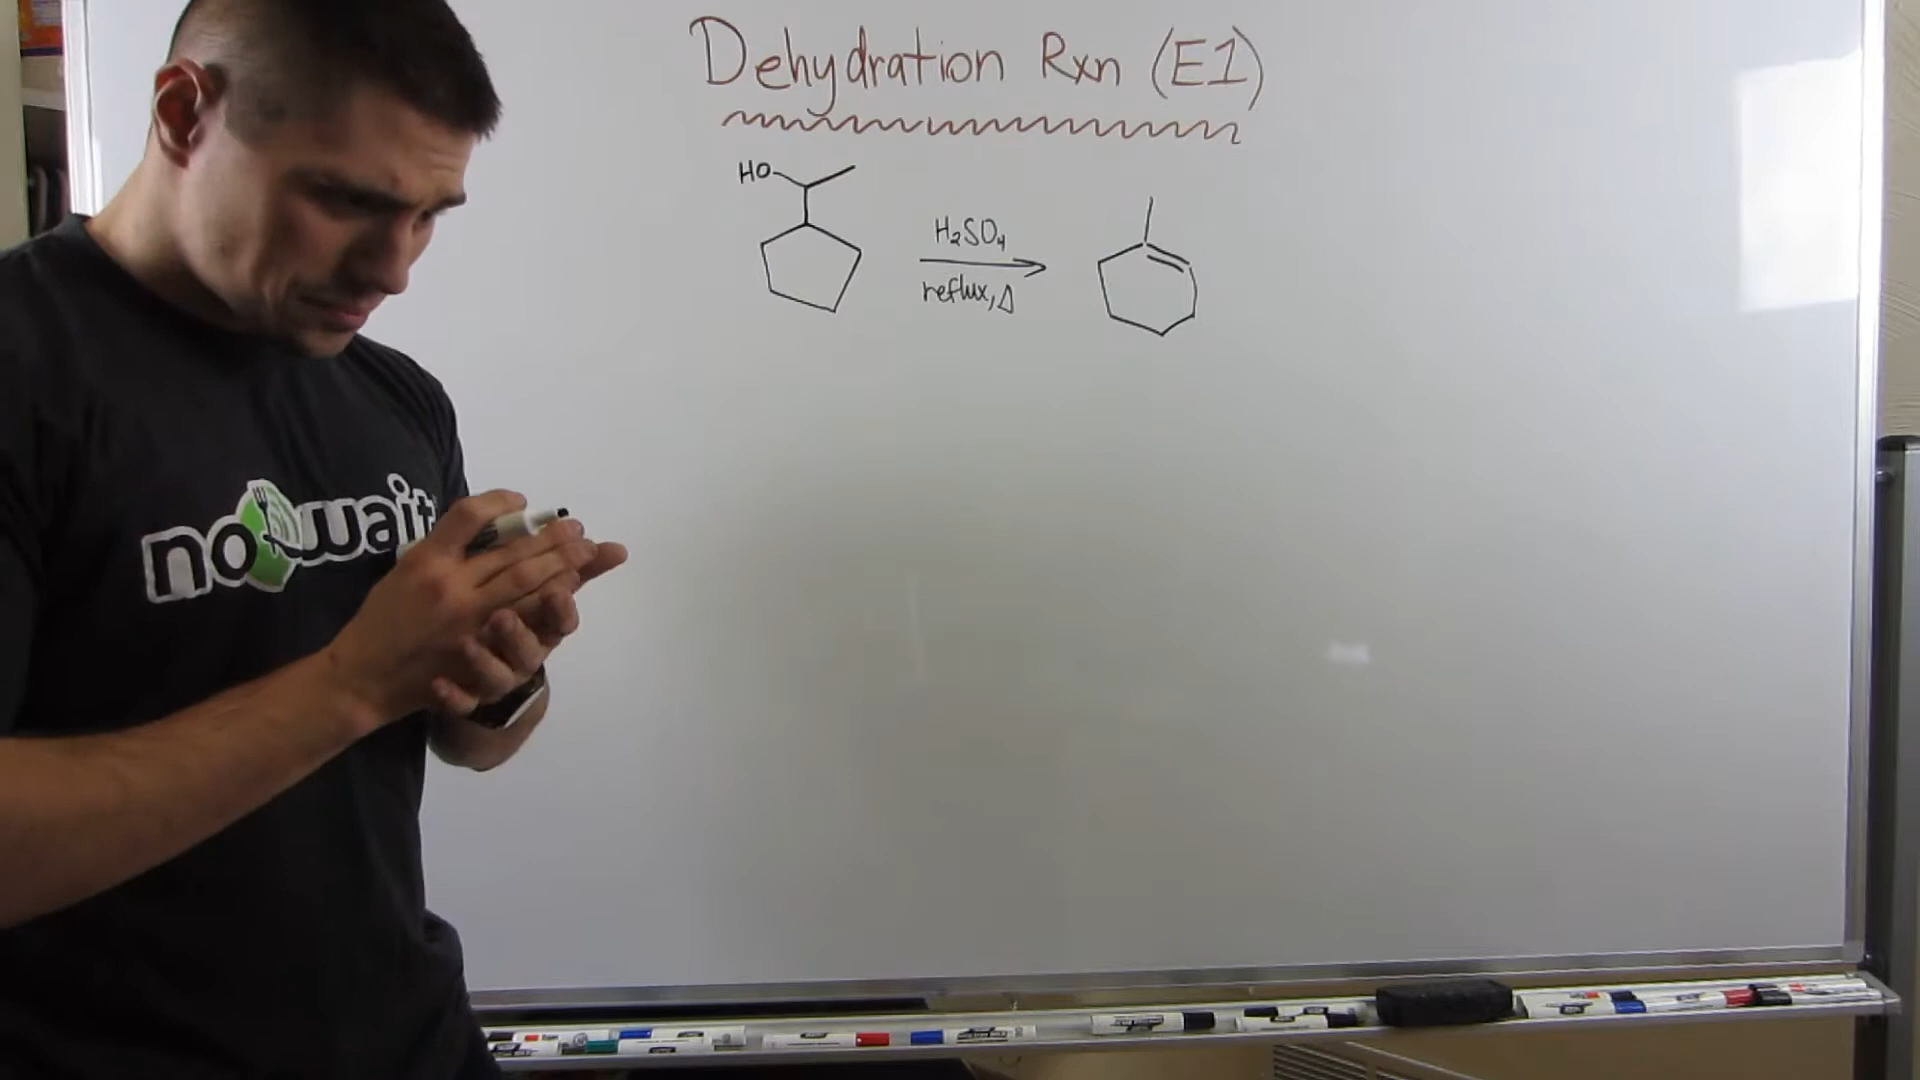 Dehydration Rxn (E1)
HO
H₂SO₄
reflux, Δ
nowait